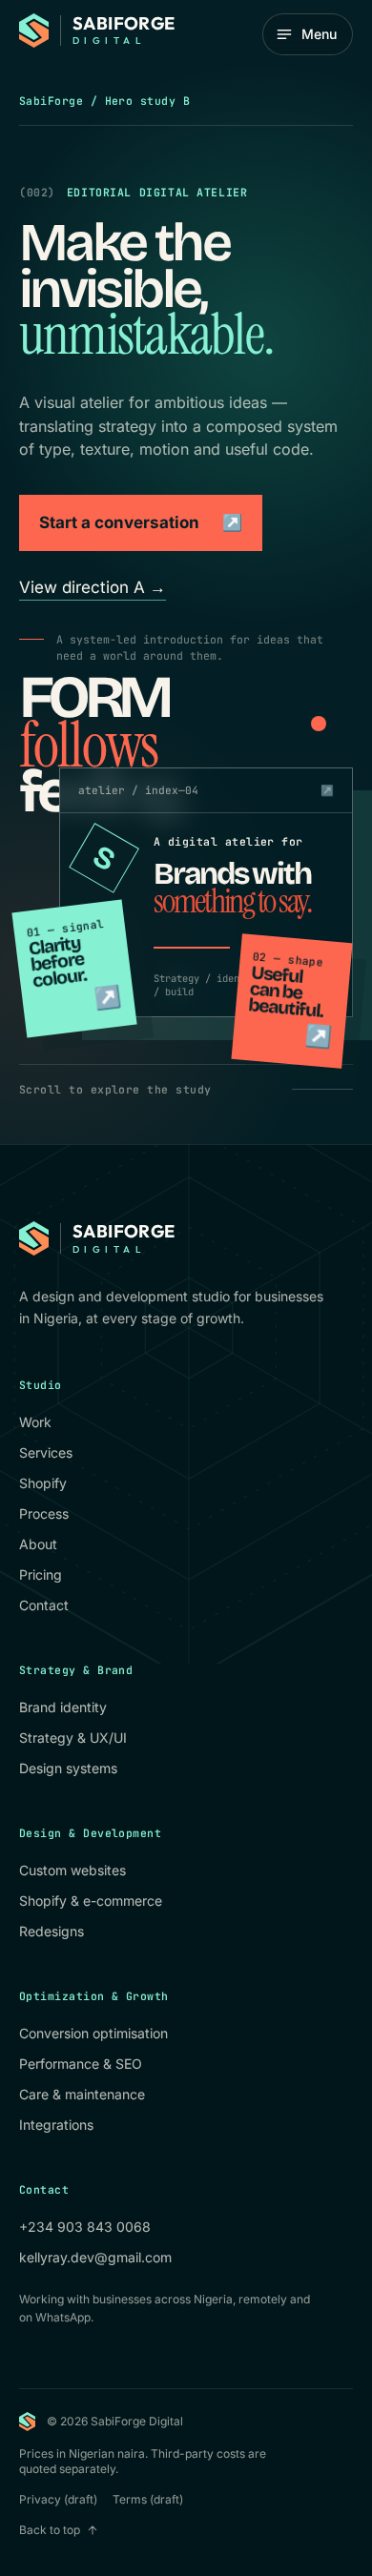 SABIFORGE
DIGITAL
Menu
SabiForge / Hero study B
(002) EDITORIAL DIGITAL ATELIER
Make the
invisible,
unmistakable.
A visual atelier for ambitious ideas —
translating strategy into a composed system
of type, texture, motion and useful code.
Start a conversation ↗
View direction A →
A system-led introduction for ideas that
need a world around them.
FORM
follows
fe
atelier / index—04 ↗
S
A digital atelier for
Brands with
something to say.
Strategy /
/ build
01 — signal
Clarity
before
colour.
↗
02 — shape
Useful
can be
beautiful.
↗
Scroll to explore the study
SABIFORGE
DIGITAL
A design and development studio for businesses
in Nigeria, at every stage of growth.
Studio
Work
Services
Shopify
Process
About
Pricing
Contact
Strategy & Brand
Brand identity
Strategy & UX/UI
Design systems
Design & Development
Custom websites
Shopify & e-commerce
Redesigns
Optimization & Growth
Conversion optimisation
Performance & SEO
Care & maintenance
Integrations
Contact
+234 903 843 0068
kellyray.dev@gmail.com
Working with businesses across Nigeria, remotely and
on WhatsApp.
© 2026 SabiForge Digital
Prices in Nigerian naira. Third-party costs are
quoted separately.
Privacy (draft) Terms (draft)
Back to top ↑